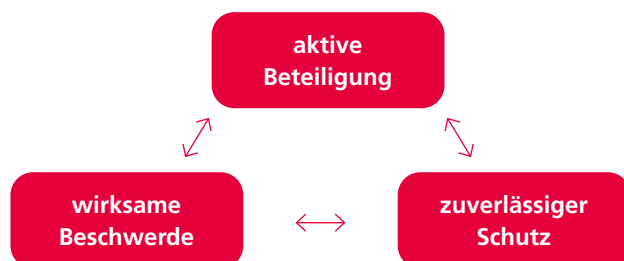 aktive
Beteiligung
wirksame
Beschwerde
zuverlässiger
Schutz